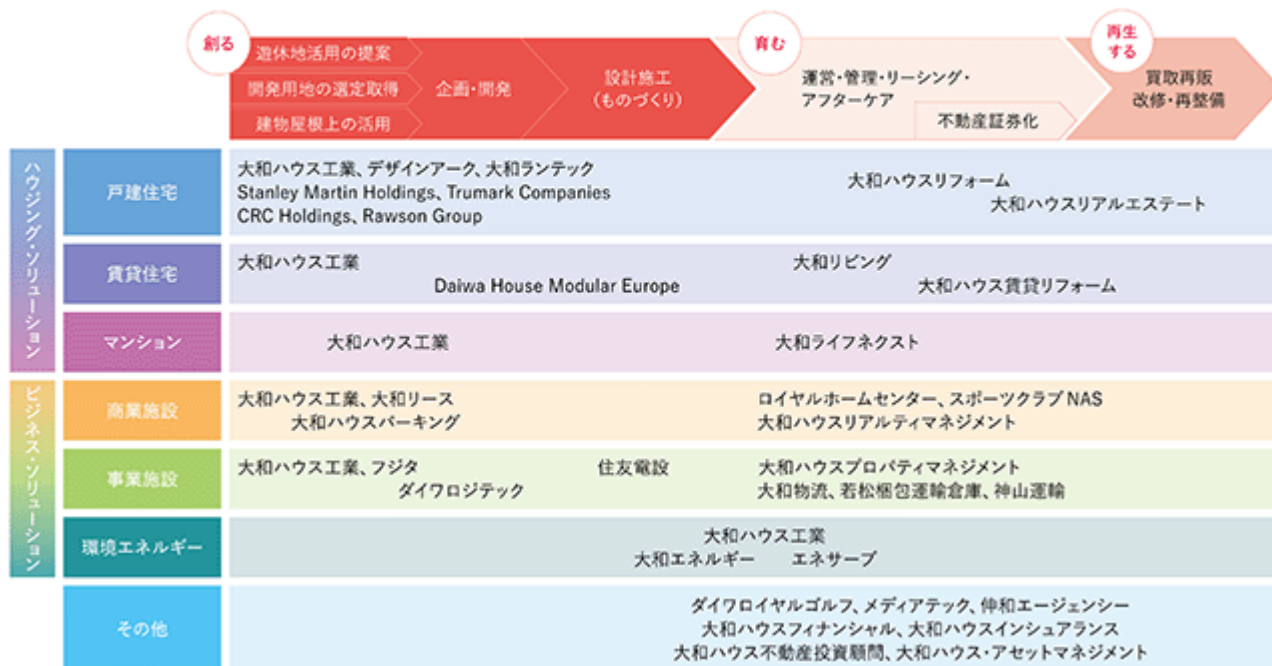 創る
遊休地活用の提案
開発用地の選定取得
建物屋根上の活用
企画・開発
設計施工
(ものづくり)
育む
運営・管理・リーシング・
アフターケア
不動産証券化
再生
する
買取再販
改修・再整備
ハウジング・ソリューション
戸建住宅
大和ハウス工業、デザインアーク、大和ランテック
Stanley Martin Holdings、Trumark Companies
CRC Holdings、Rawson Group
大和ハウスリフォーム
大和ハウスリアルエステート
賃貸住宅
大和ハウス工業
Daiwa House Modular Europe
大和リビング
大和ハウス賃貸リフォーム
マンション
大和ハウス工業
大和ライフネクスト
ビジネス・ソリューション
商業施設
大和ハウス工業、大和リース
大和ハウスパーキング
ロイヤルホームセンター、スポーツクラブNAS
大和ハウスリアルティマネジメント
事業施設
大和ハウス工業、フジタ
ダイワロジテック
住友電設
大和ハウスプロパティマネジメント
大和物流、若松梱包運輸倉庫、神山運輸
環境エネルギー
大和ハウス工業
大和エネルギー エネサーブ
その他
ダイワロイヤルゴルフ、メディアテック、伸和エージェンシー
大和ハウスフィナンシャル、大和ハウスインシュアランス
大和ハウス不動産投資顧問、大和ハウス・アセットマネジメント